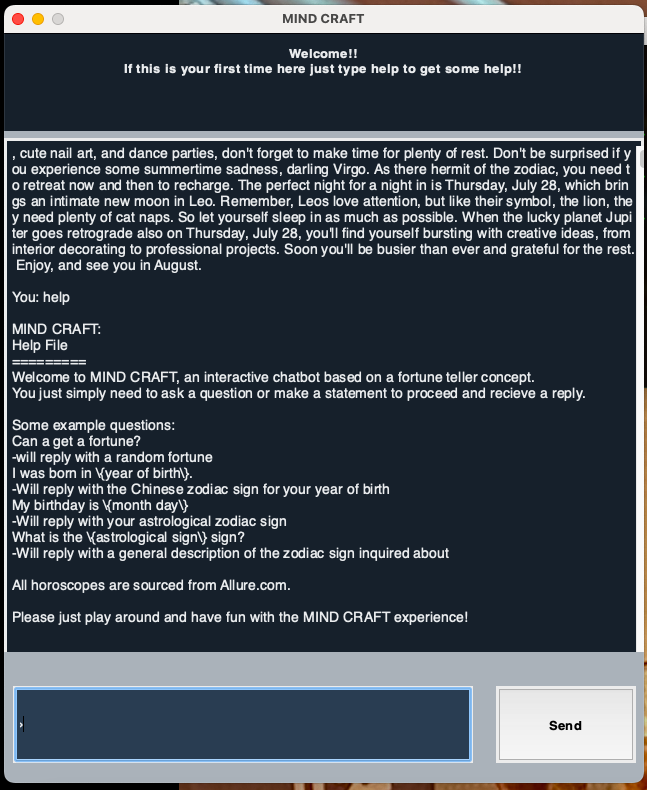 MIND CRAFT
Welcome!!
If this is your first time here just type help to get some help!!
, cute nail art, and dance parties, don't forget to make time for plenty of rest. Don't be surprised if y
ou experience some summertime sadness, darling Virgo. As there hermit of the zodiac, you need t
o retreat now and then to recharge. The perfect night for a night in is Thursday, July 28, which brin
gs an intimate new moon in Leo. Remember, Leos love attention, but like their symbol, the lion, the
y need plenty of cat naps. So let yourself sleep in as much as possible. When the lucky planet Jupi
ter goes retrograde also on Thursday, July 28, you'll find yourself bursting with creative ideas, from
interior decorating to professional projects. Soon you'll be busier than ever and grateful for the rest.
Enjoy, and see you in August.
You: help
MIND CRAFT:
Help File
=========
Welcome to MIND CRAFT, an interactive chatbot based on a fortune teller concept.
You just simply need to ask a question or make a statement to proceed and recieve a reply.
Some example questions:
Can a get a fortune?
-will reply with a random fortune
I was born in \{year of birth\}.
-Will reply with the Chinese zodiac sign for your year of birth
My birthday is \{month day\}
-Will reply with your astrological zodiac sign
What is the \{astrological sign\} sign?
-Will reply with a general description of the zodiac sign inquired about
All horoscopes are sourced from Allure.com.
Please just play around and have fun with the MIND CRAFT experience!
›
Send